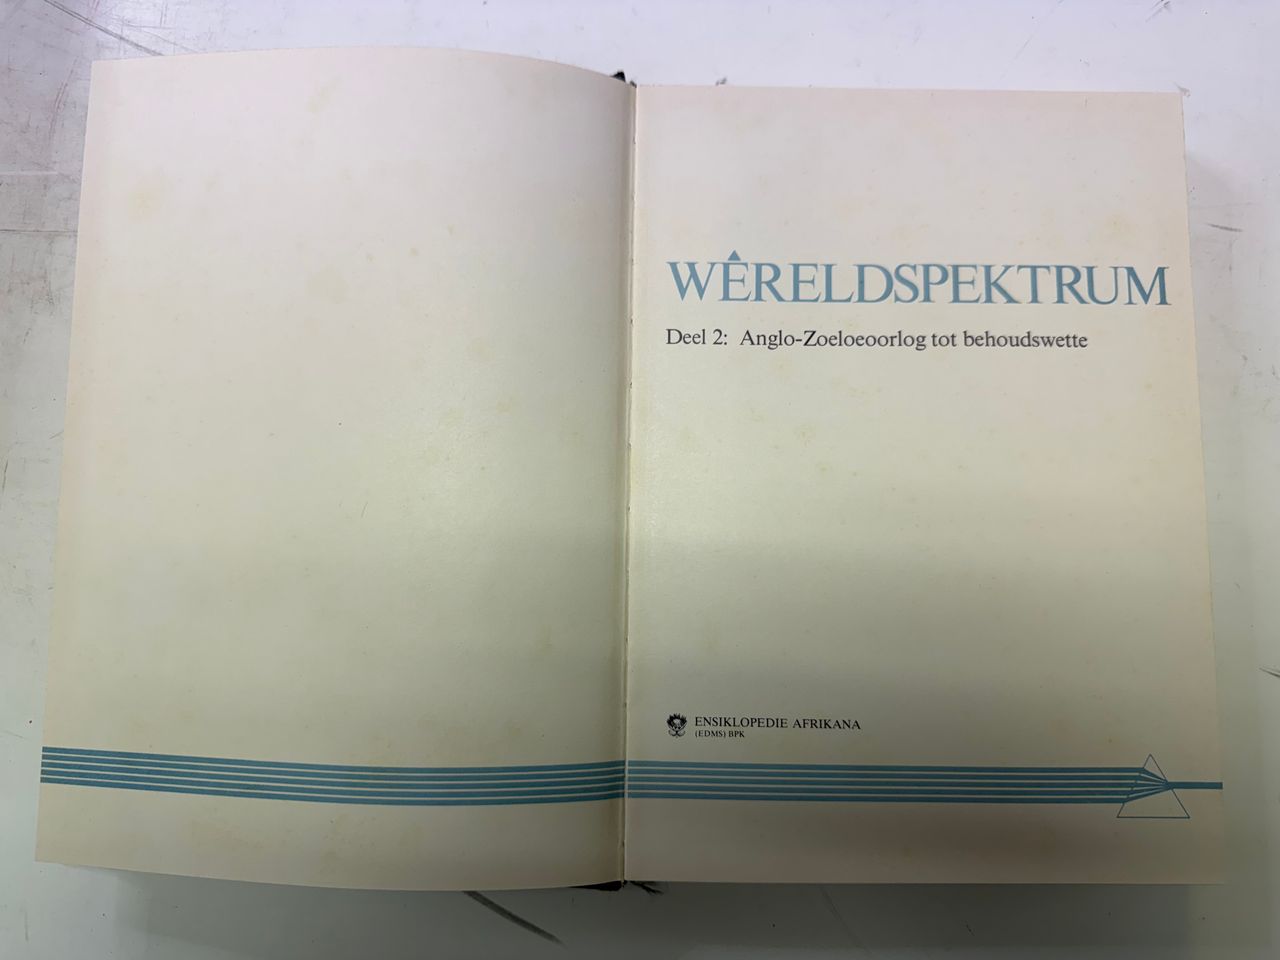 WÊRELDSPEKTRUM
Deel 2: Anglo-Zoeloeoorlog tot behoudswette
ENSIKLOPEDIE AFRIKANA
(EDMS) BPK